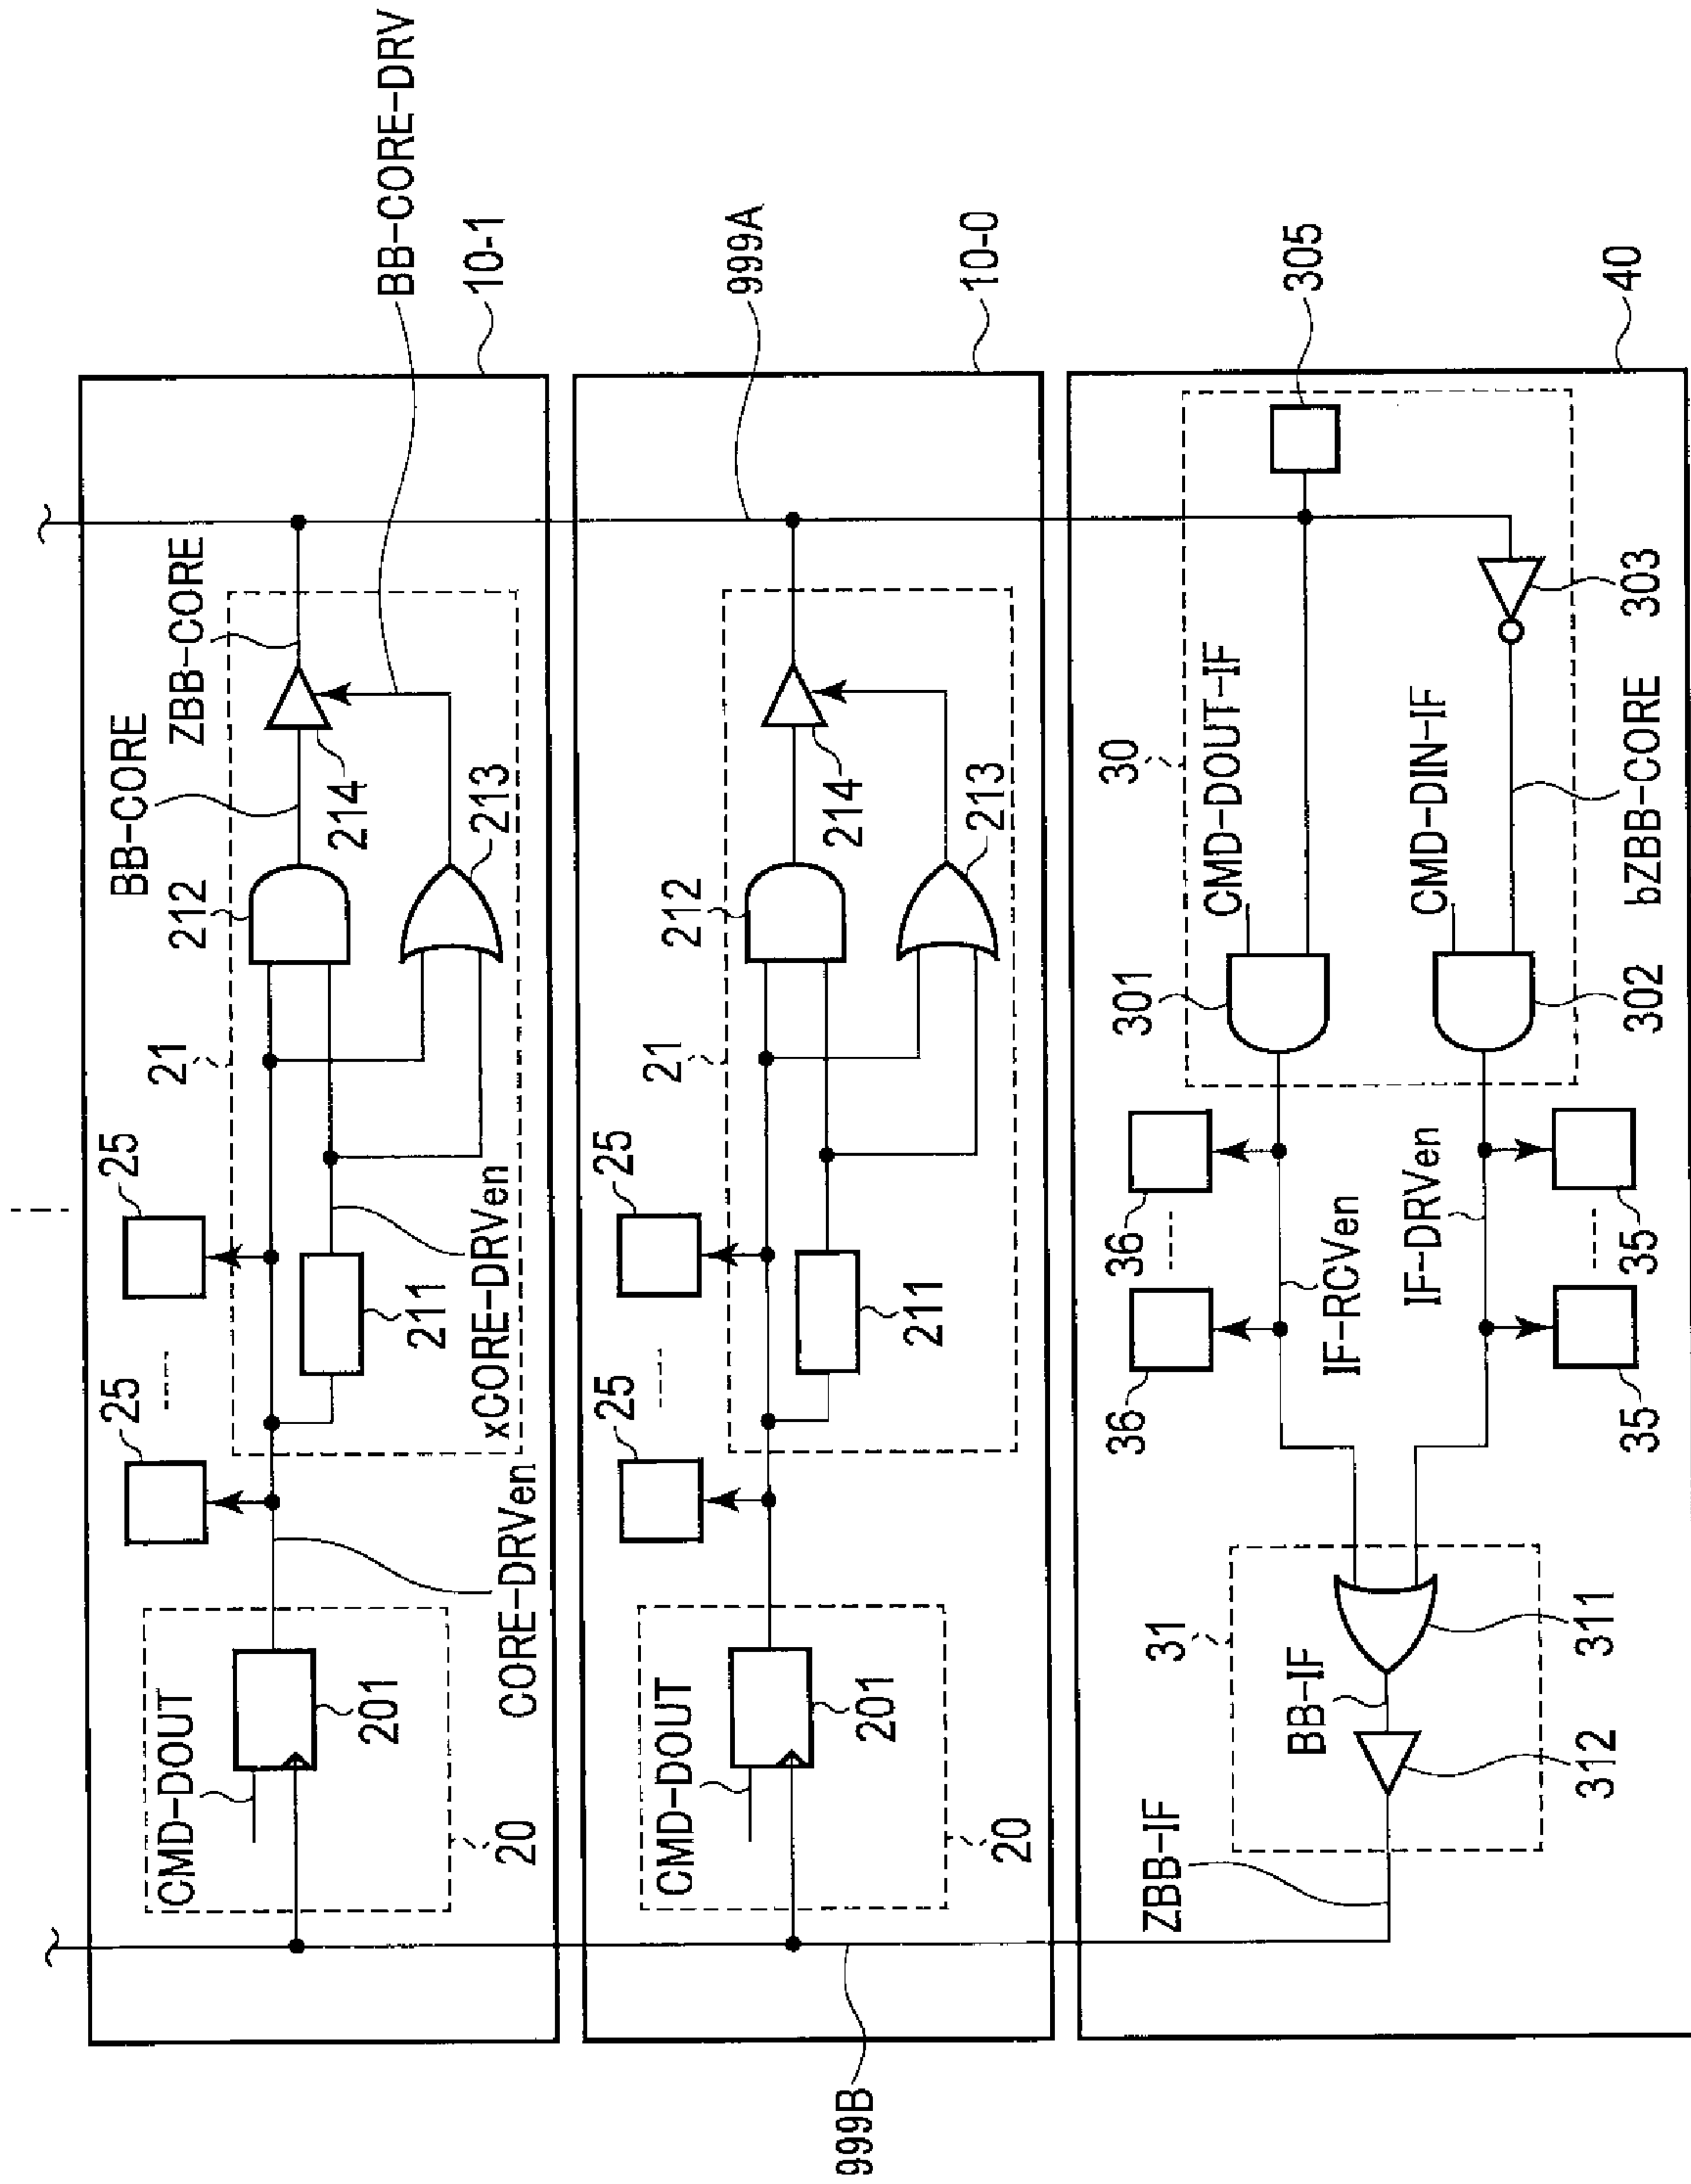 BB-CORE-DRV
10-1
BB-CORE
ZBB-CORE
212
214
213
21
25
25
211
xCORE-DRVen
CORE-DRVen
CMD-DOUT
201
20
999A
10-0
212
214
213
21
25
25
211
CMD-DOUT
201
20
999B
305
40
30
CMD-DOUT-IF
CMD-DIN-IF
303
bZBB-CORE
301
302
36
36
IF-RCVen
IF-DRVen
35
35
31
BB-IF
311
312
ZBB-IF